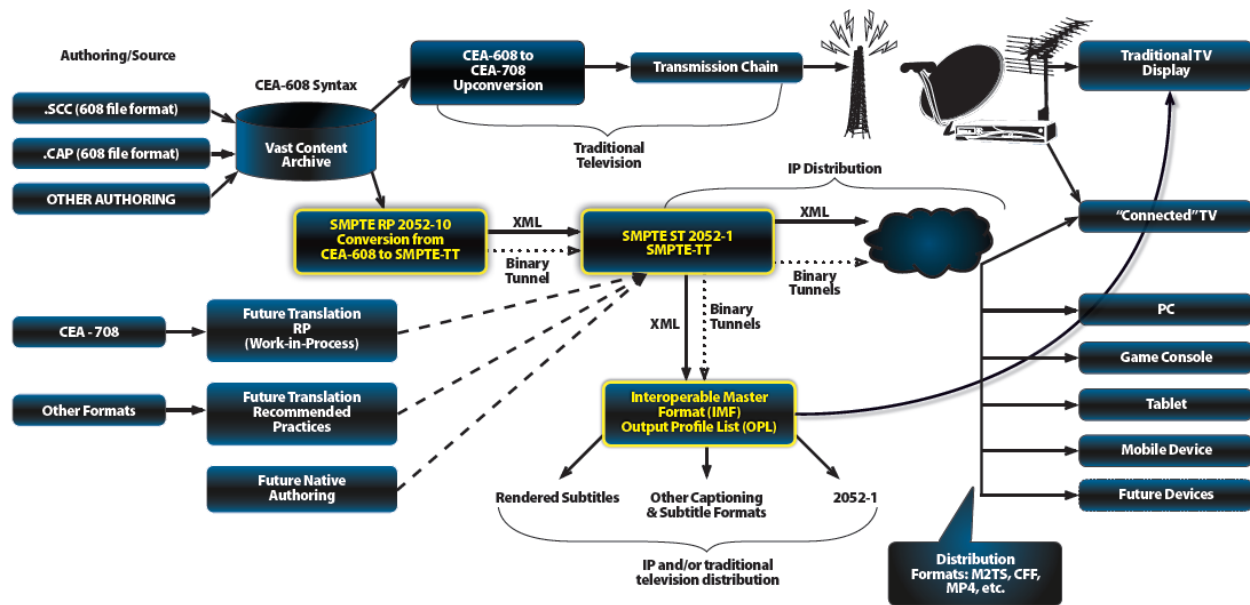 Authoring/Source
.SCC (608 file format)
.CAP (608 file format)
OTHER AUTHORING
CEA-608 Syntax
Vast Content
Archive
CEA-608 to
CEA-708
Upconversion
Transmission Chain
Traditional
Television
Traditional TV
Display
"Connected" TV
IP Distribution
SMPTE RP 2052-10
Conversion from
CEA-608 to SMPTE-TT
XML
Binary
Tunnel
SMPTE ST 2052-1
SMPTE-TT
XML
Binary
Tunnels
XML
Binary
Tunnels
CEA - 708
Future Translation
RP
(Work-in-Process)
Other Formats
Future Translation
Recommended
Practices
Future Native
Authoring
Interoperable Master
Format (IMF)
Output Profile List (OPL)
Rendered Subtitles
Other Captioning
& Subtitle Formats
2052-1
IP and/or traditional
television distribution
PC
Game Console
Tablet
Mobile Device
Future Devices
Distribution
Formats: M2TS, CFF,
MP4, etc.